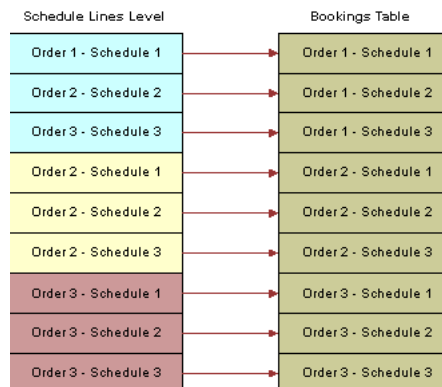 Schedule Lines Level
Bookings Table
Order 1 - Schedule 1
Order 1 - Schedule 1
Order 2 - Schedule 2
Order 1 - Schedule 2
Order 3 - Schedule 3
Order 1 - Schedule 3
Order 2 - Schedule 1
Order 2 - Schedule 1
Order 2 - Schedule 2
Order 2 - Schedule 2
Order 2 - Schedule 3
Order 2 - Schedule 3
Order 3 - Schedule 1
Order 3 - Schedule 1
Order 3 - Schedule 2
Order 3 - Schedule 2
Order 3 - Schedule 3
Order 3 - Schedule 3